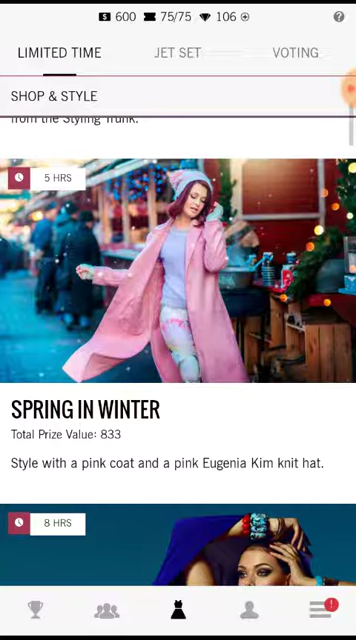 600 75/75 106
LIMITED TIME JET SET VOTING
SHOP & STYLE
from the Styling Trunk.
5 HRS
SPRING IN WINTER
Total Prize Value: 833
Style with a pink coat and a pink Eugenia Kim knit hat.
8 HRS